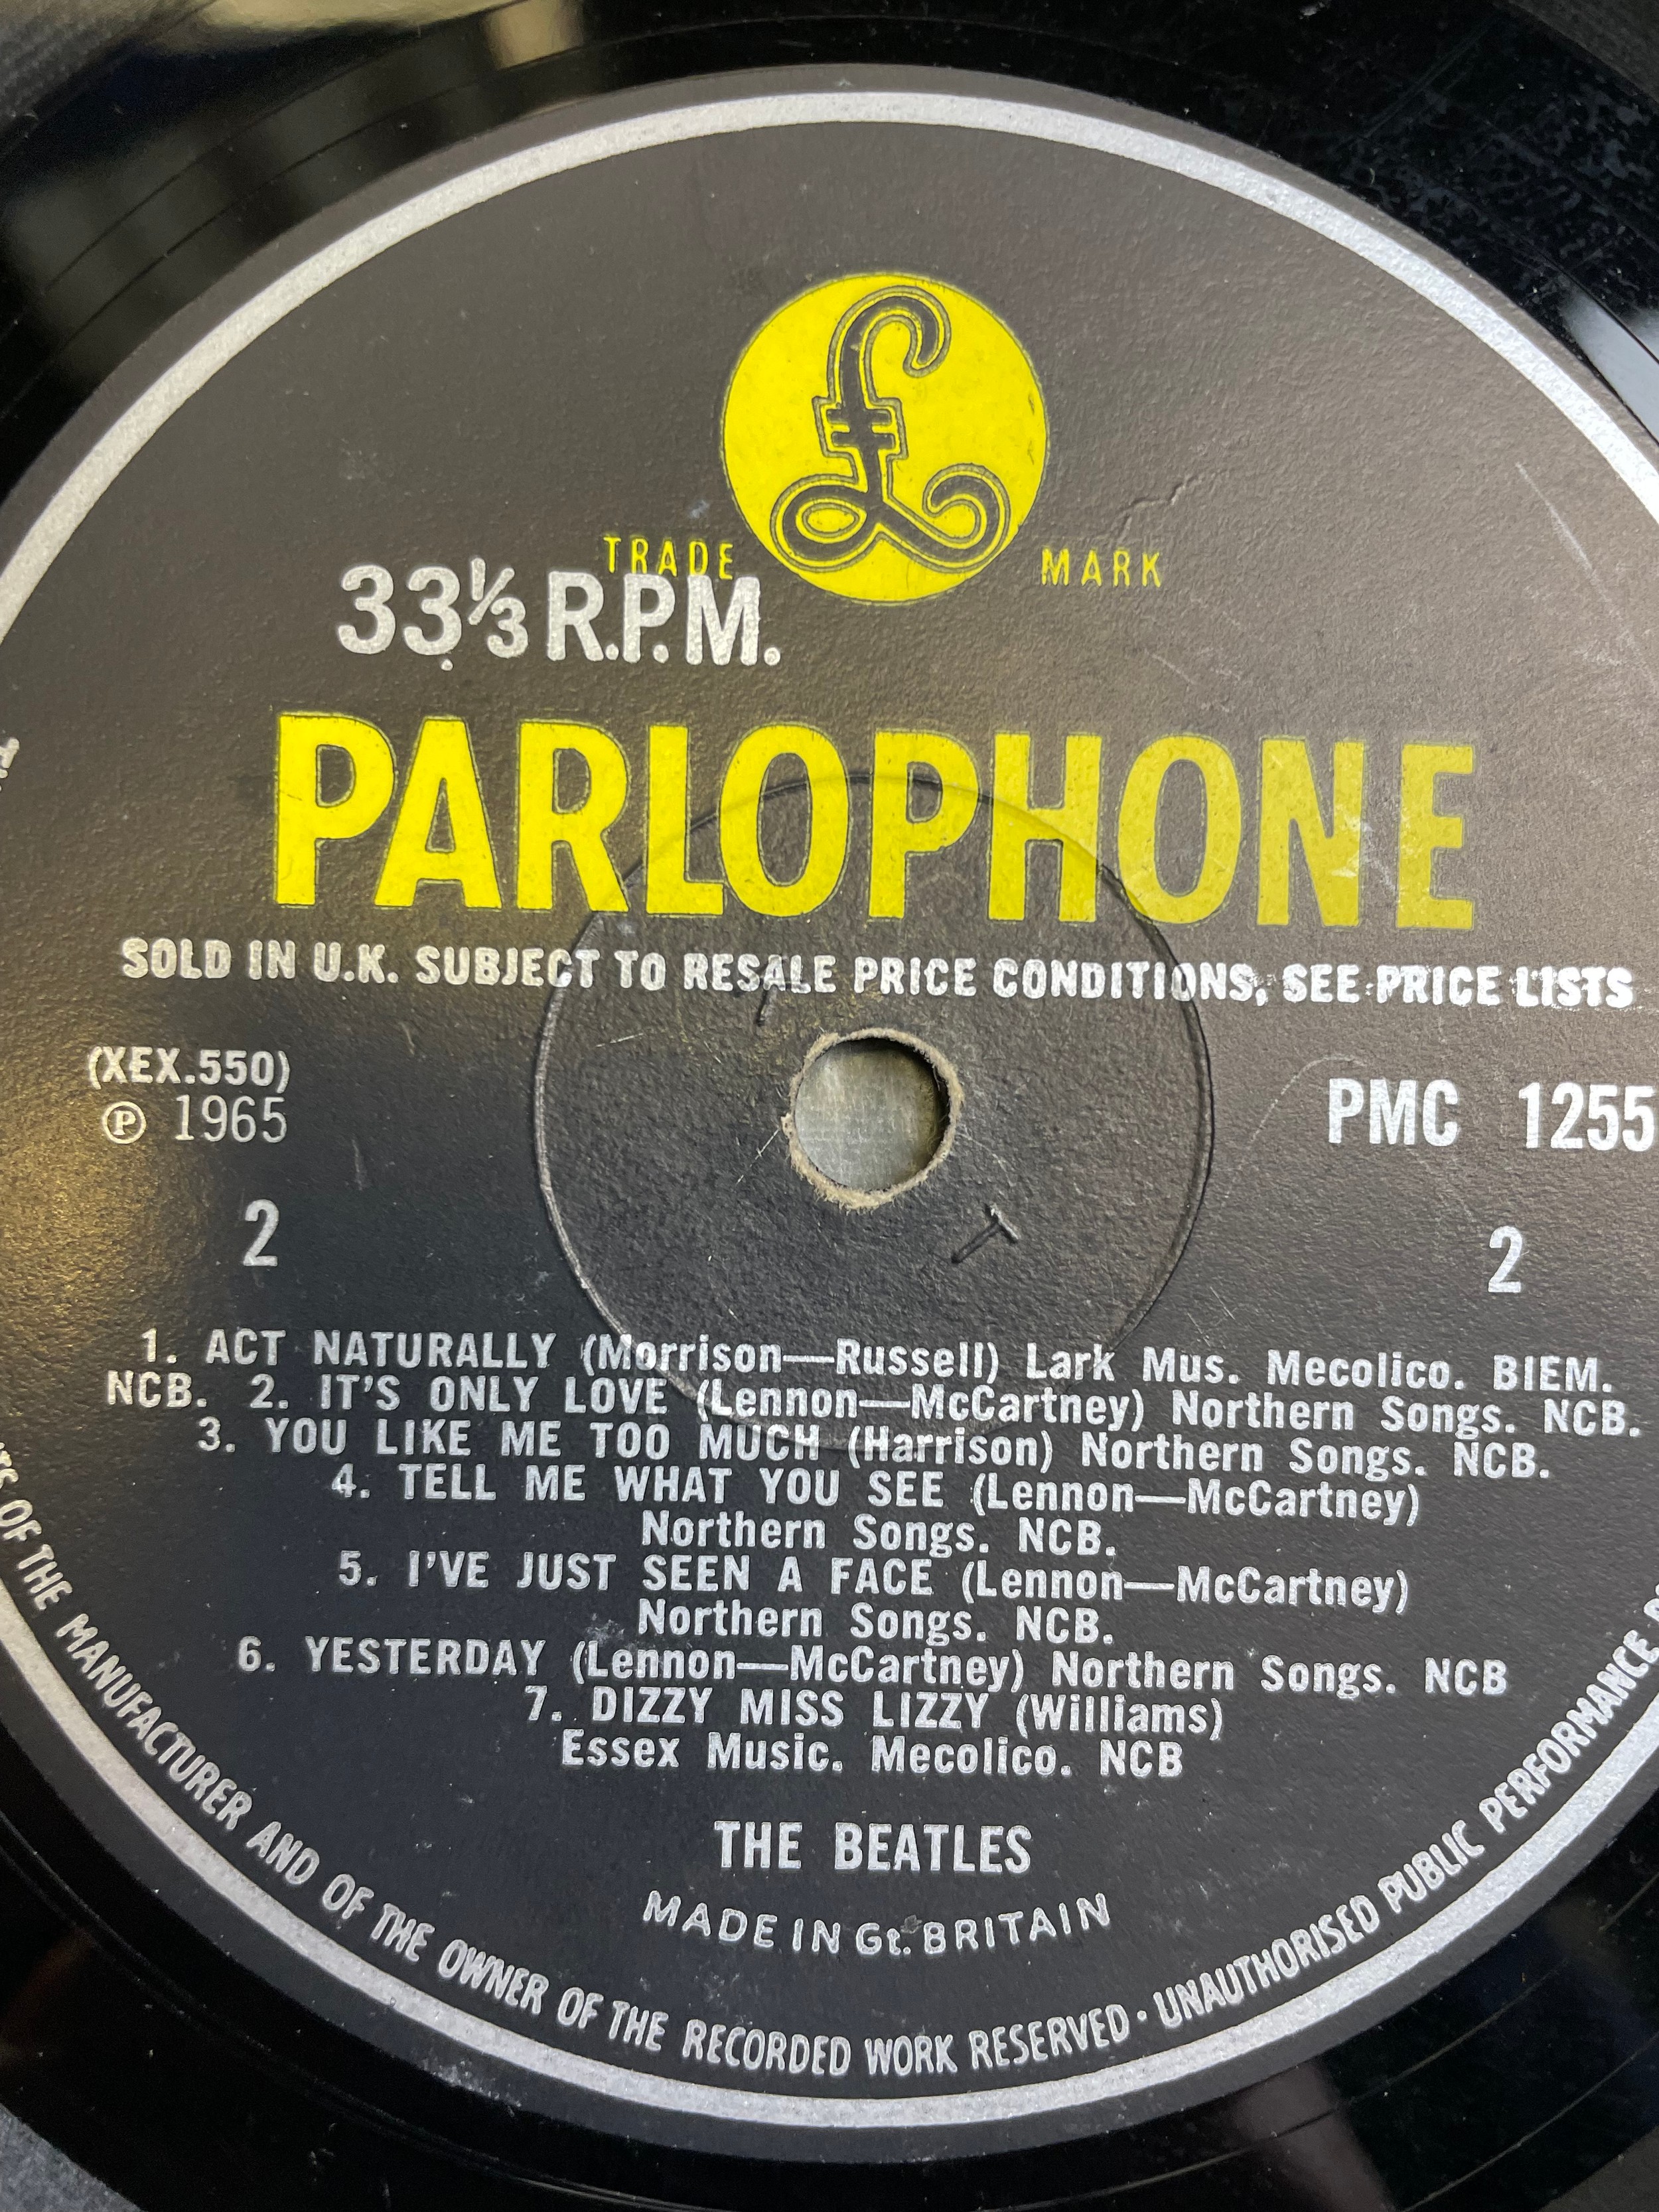 £
TRADE MARK
33⅓ R.P.M.
PARLOPHONE
SOLD IN U.K. SUBJECT TO RESALE PRICE CONDITIONS, SEE PRICE LISTS
(XEX.550)
℗ 1965
PMC 1255
2 2
1. ACT NATURALLY (Morrison—Russell) Lark Mus. Mecolico. BIEM.
NCB. 2. IT'S ONLY LOVE (Lennon—McCartney) Northern Songs. NCB.
3. YOU LIKE ME TOO MUCH (Harrison) Northern Songs. NCB.
4. TELL ME WHAT YOU SEE (Lennon—McCartney)
Northern Songs. NCB.
5. I'VE JUST SEEN A FACE (Lennon—McCartney)
Northern Songs. NCB.
6. YESTERDAY (Lennon—McCartney) Northern Songs. NCB
7. DIZZY MISS LIZZY (Williams)
Essex Music. Mecolico. NCB
THE BEATLES
MADE IN Gt. BRITAIN
OF THE MANUFACTURER AND OF THE OWNER OF THE RECORDED WORK RESERVED · UNAUTHORISED PUBLIC PERFORMANCE